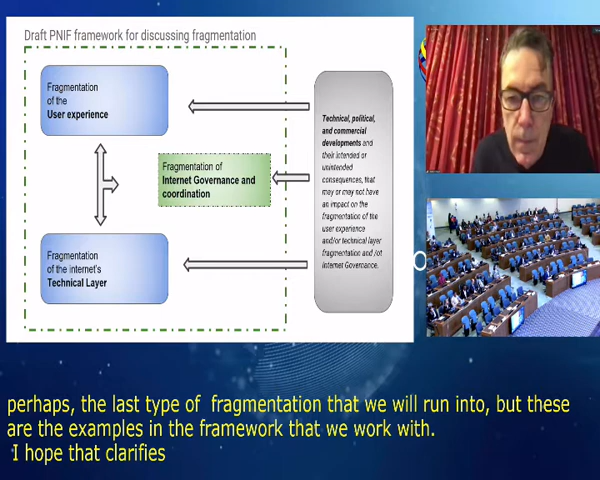 Draft PNIF framework for discussing fragmentation
Fragmentation
of the
User experience
Fragmentation of
Internet Governance and
coordination
Fragmentation
of the internet's
Technical Layer
Technical, political,
and commercial
developments and
their intended or
unintended
consequences, that
may or may not have
an impact on the
fragmentation of the
user experience
and/or technical layer
fragmentation and /ot
Internet Governance.
perhaps, the last type of fragmentation that we will run into, but these
are the examples in the framework that we work with.
I hope that clarifies